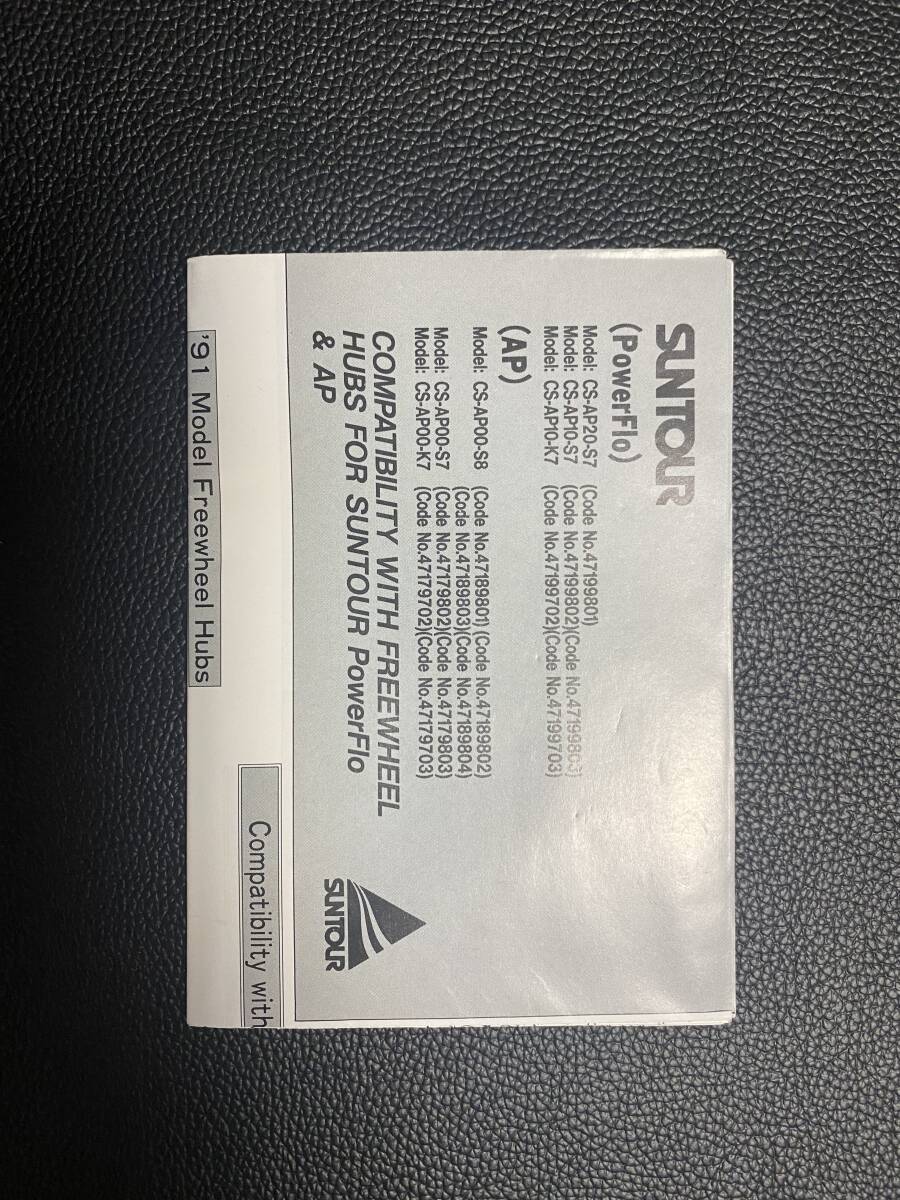 SUNTOUR
(PowerFlo)
Model: CS-AP20-S7 (Code No.47199801)
Model: CS-AP10-S7 (Code No.47199802)(Code No.47199803)
Model: CS-AP10-K7 (Code No.47199702)(Code No.47199703)
(AP)
Model: CS-AP00-S8 (Code No.47189801)(Code No.47189802)
(Code No.47189803)(Code No.47189804)
Model: CS-AP00-S7 (Code No.47179802)(Code No.47179803)
Model: CS-AP00-K7 (Code No.47179702)(Code No.47179703)
COMPATIBILITY WITH FREEWHEEL
HUBS FOR SUNTOUR PowerFlo
& AP
SUNTOUR
Compatibility with
'91 Model Freewheel Hubs